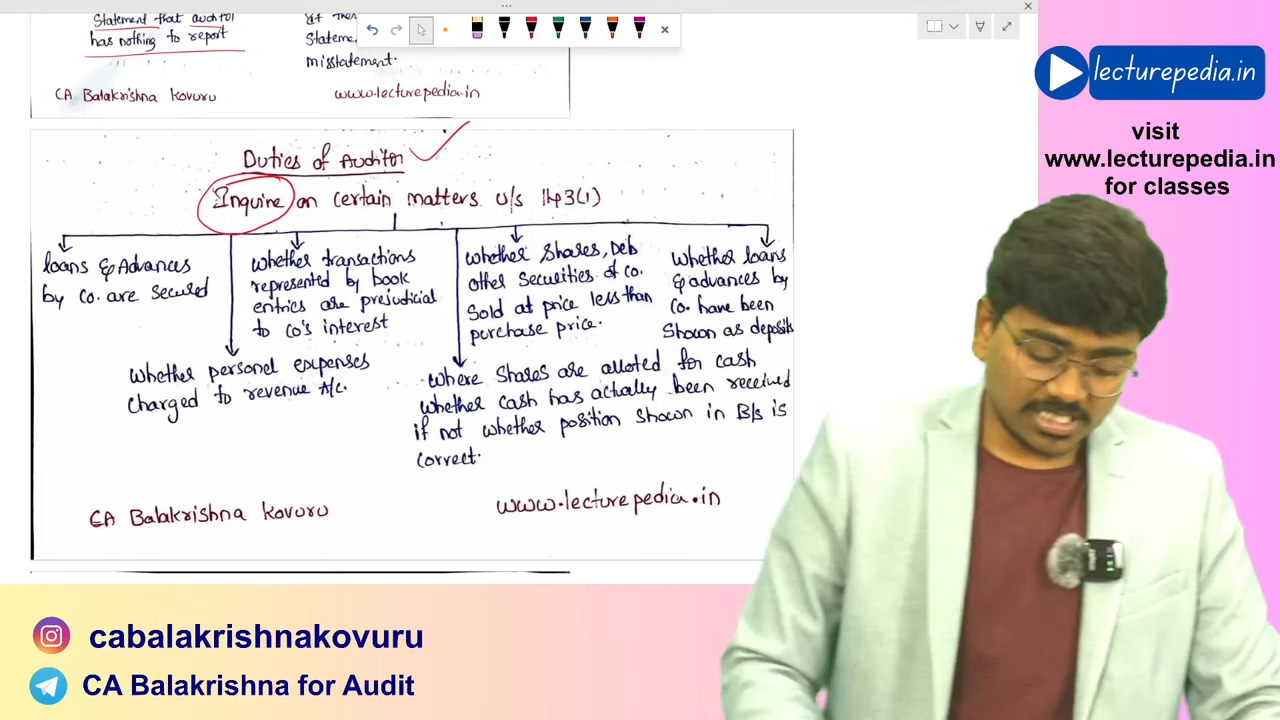 Statement that auditor
has nothing to report
Stateme
misstatement.
CA Balakrishna Kovuru
www.lecturepedia.in
Duties of Auditor
Inquire on certain matters u/s 143(1)
loans & Advances
by Co. are secured
whether transactions
represented by book
entries are prejudicial
to co's interest
whether shares, Deb
other securities of co.
sold at price less than
purchase price.
whether loans
& advances by
Co. have been
shown as deposits
whether personal expenses
charged to revenue A/c.
where shares are alloted for cash
whether cash has actually been received
if not whether position shown in B/s is
correct.
CA Balakrishna Kovuru
www.lecturepedia.in
lecturepedia.in
visit
www.lecturepedia.in
for classes
cabalakrishnakovuru
CA Balakrishna for Audit